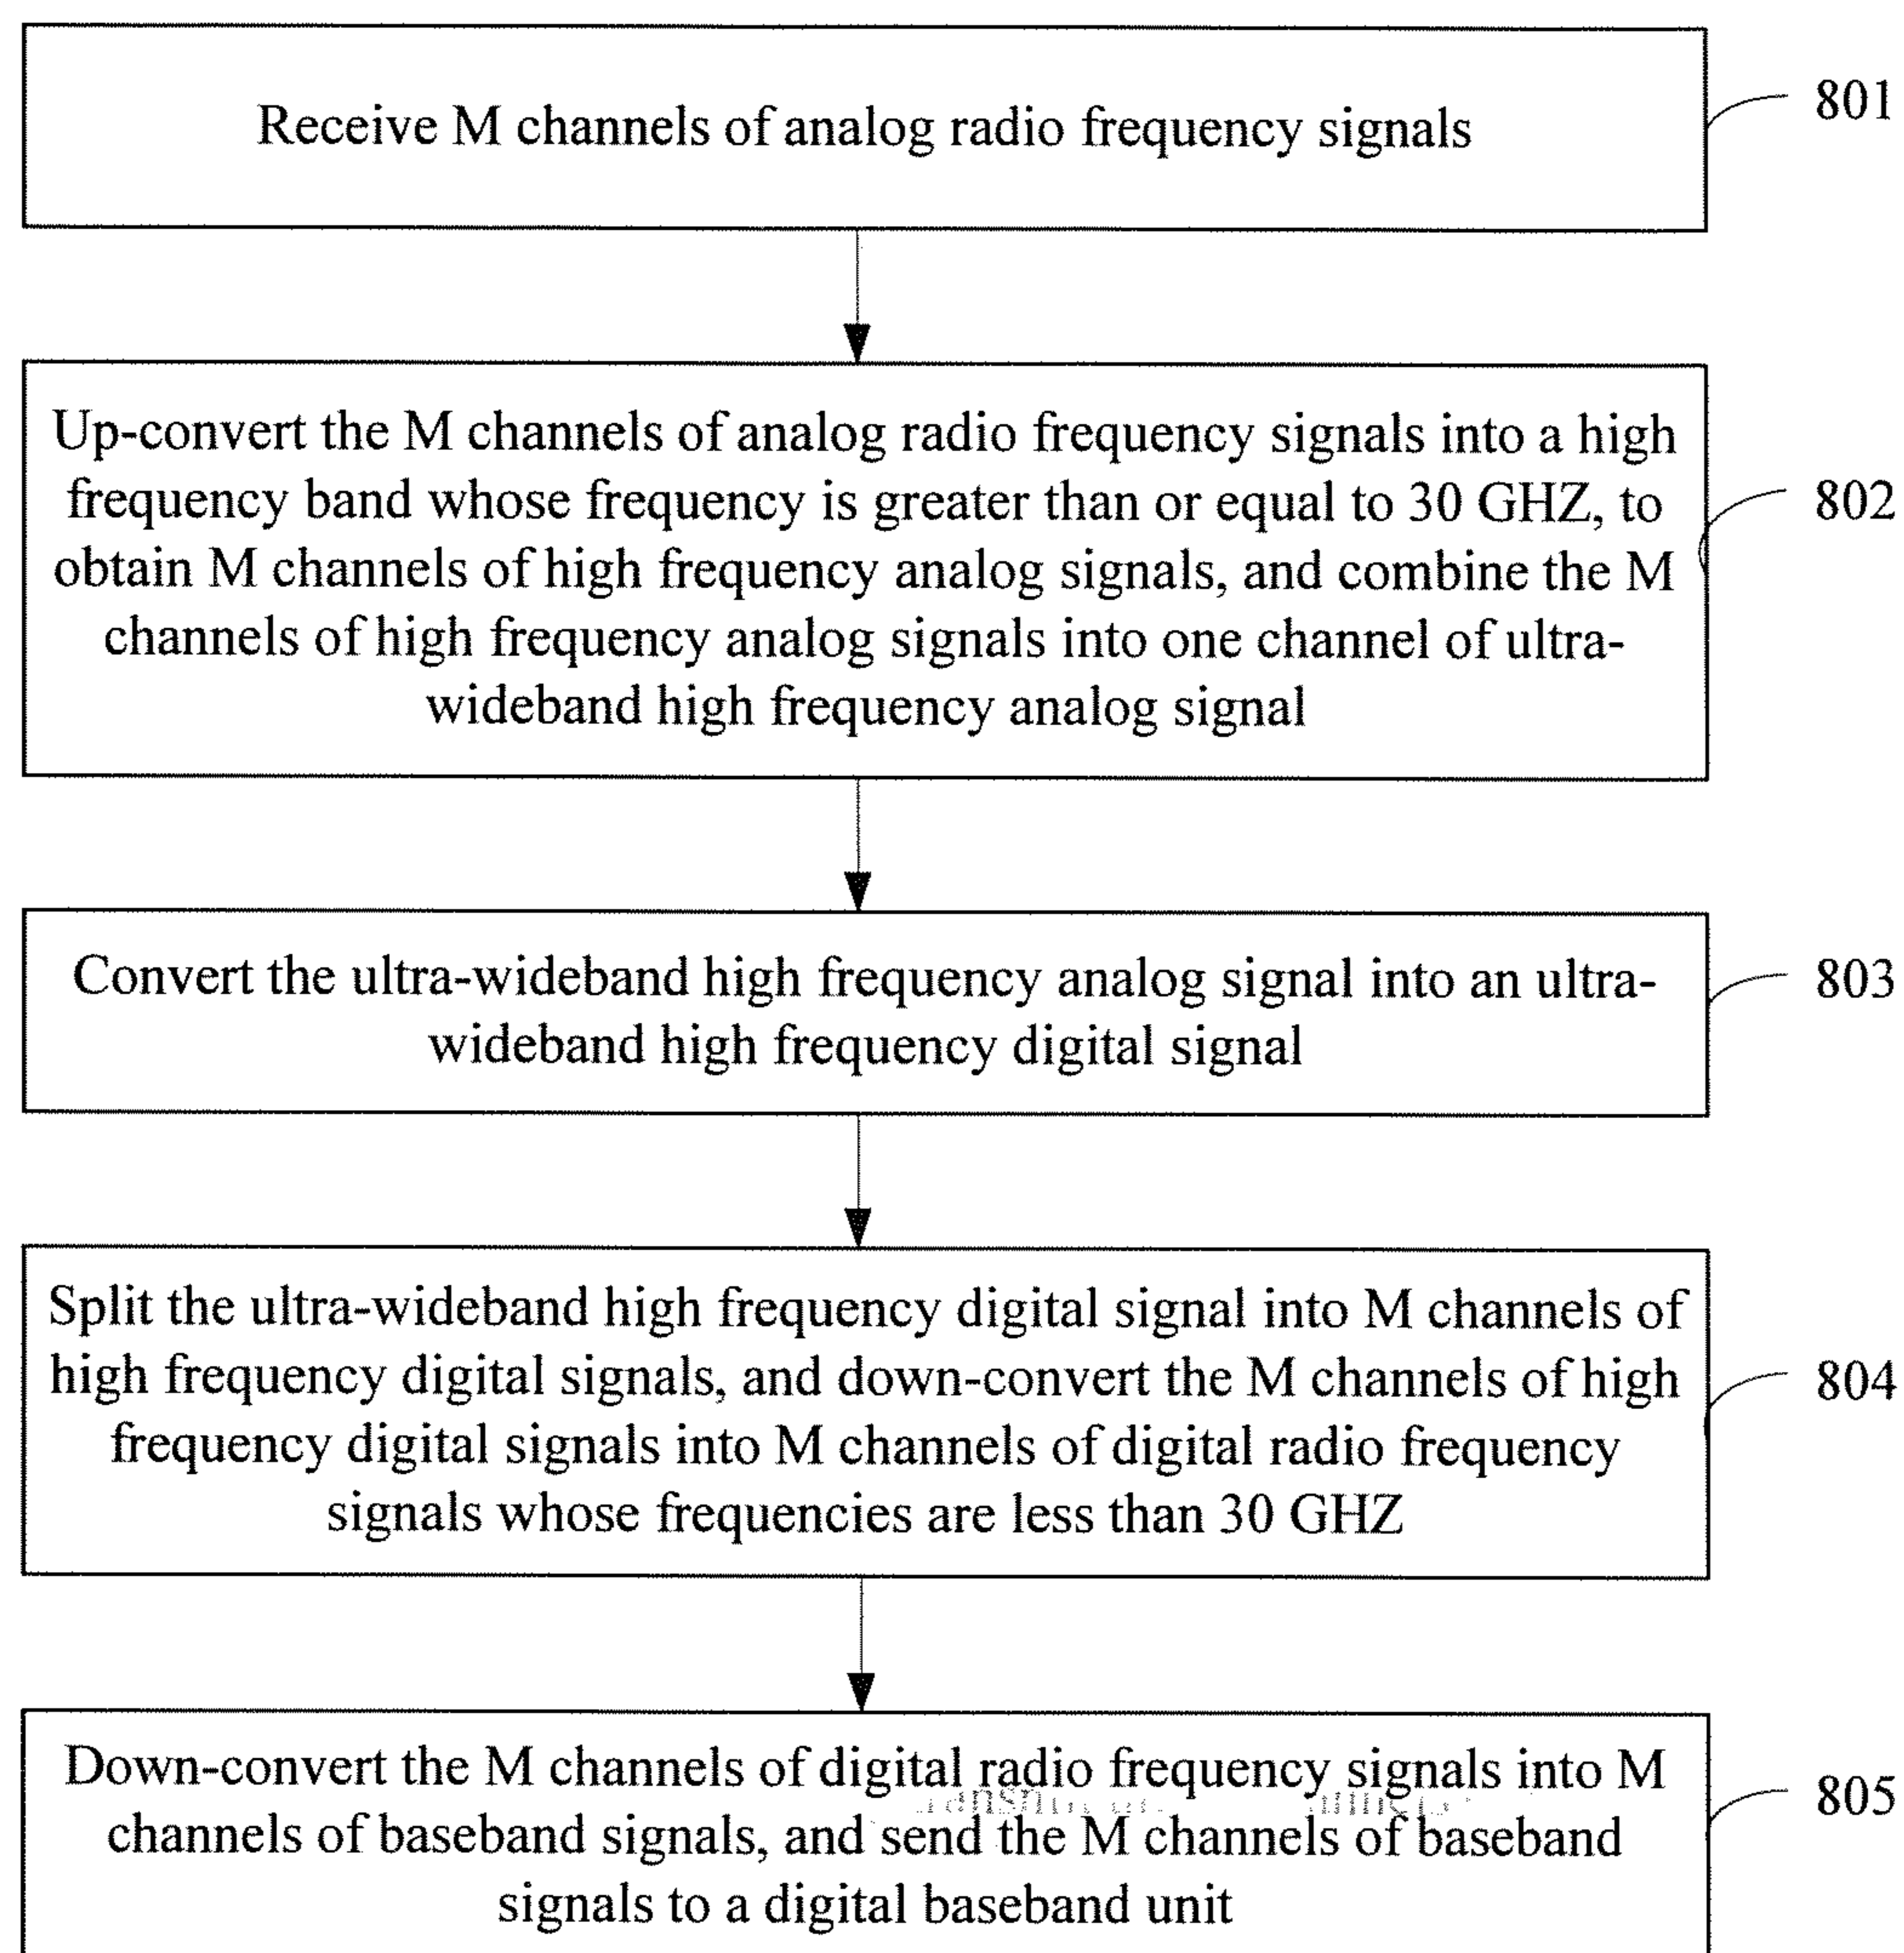 Receive M channels of analog radio frequency signals
801
Up-convert the M channels of analog radio frequency signals into a high
frequency band whose frequency is greater than or equal to 30 GHZ, to
obtain M channels of high frequency analog signals, and combine the M
channels of high frequency analog signals into one channel of ultra-
wideband high frequency analog signal
802
Convert the ultra-wideband high frequency analog signal into an ultra-
wideband high frequency digital signal
803
Split the ultra-wideband high frequency digital signal into M channels of
high frequency digital signals, and down-convert the M channels of high
frequency digital signals into M channels of digital radio frequency
signals whose frequencies are less than 30 GHZ
804
Down-convert the M channels of digital radio frequency signals into M
channels of baseband signals, and send the M channels of baseband
signals to a digital baseband unit
805